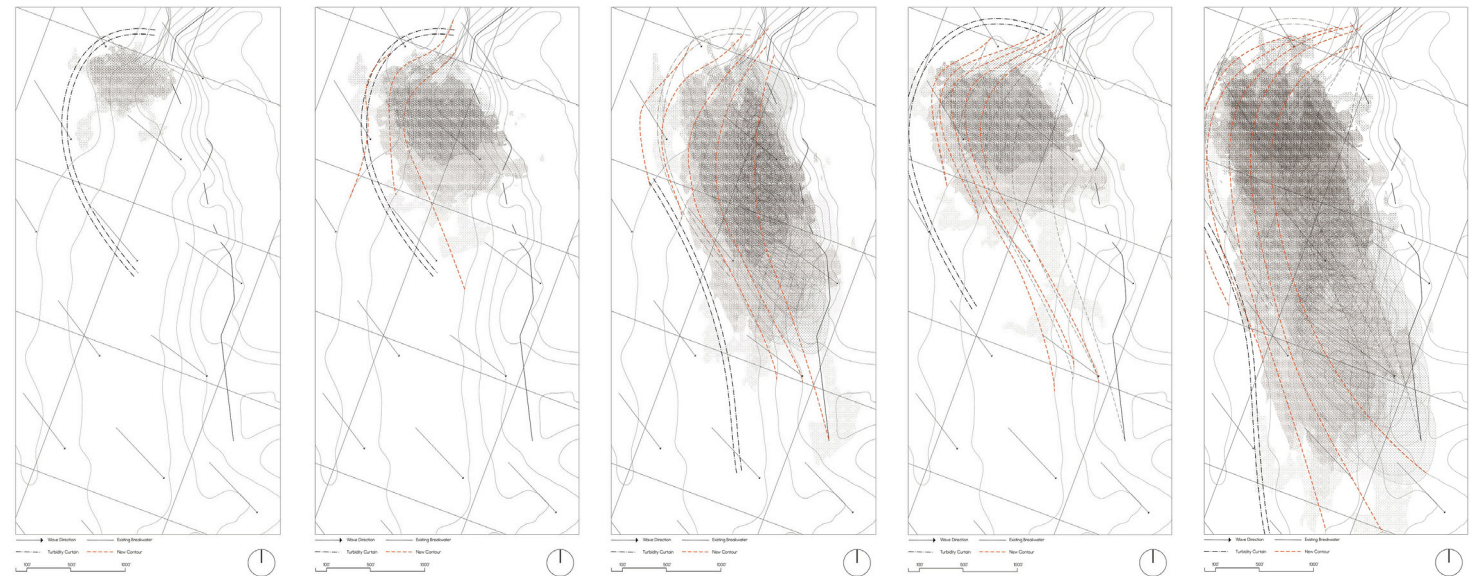 Wave Direction Existing Breakwater
Turbidity Curtain New Contour
100' 500' 1000'
Wave Direction Existing Breakwater
Turbidity Curtain New Contour
100' 500' 1000'
Wave Direction Existing Breakwater
Turbidity Curtain New Contour
100' 500' 1000'
Wave Direction Existing Breakwater
Turbidity Curtain New Contour
100' 500' 1000'
Wave Direction Existing Breakwater
Turbidity Curtain New Contour
100' 500' 1000'